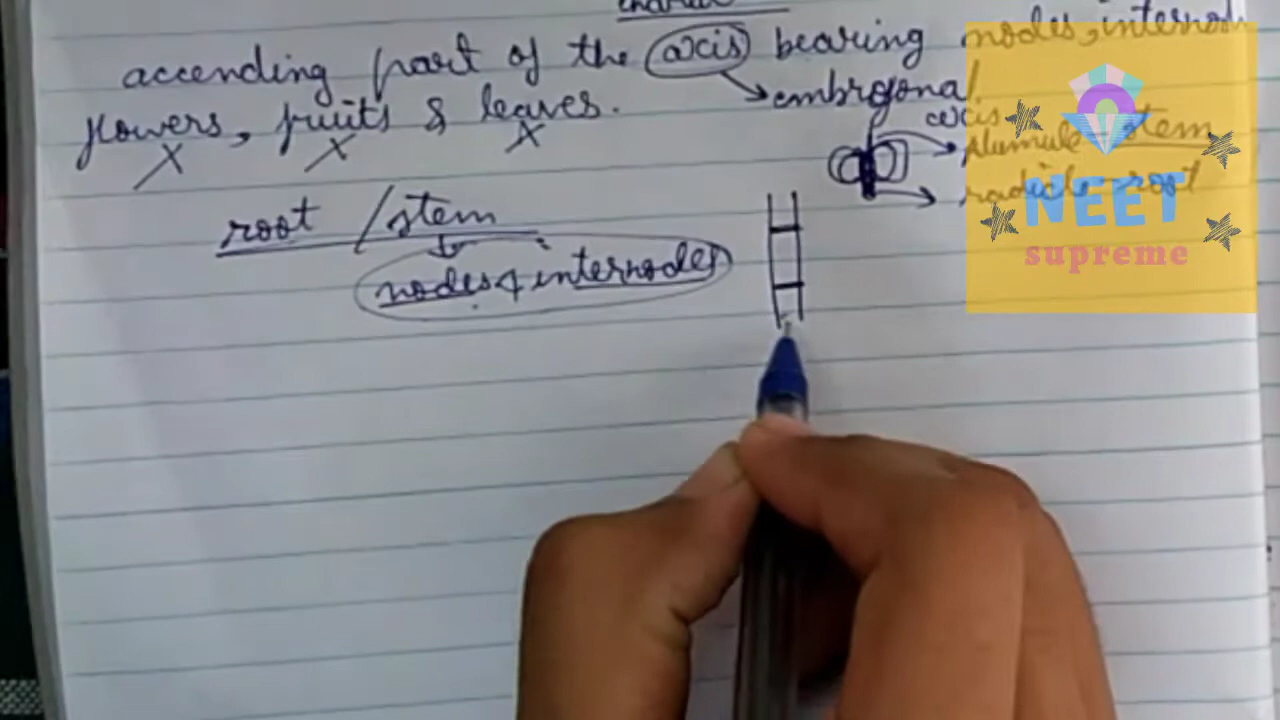 accending part of the axis bearing nodes, internod
embryonal
flowers, fruits & leaves.
axis
plumule stem
radicle - root
root / stem
nodes & internodes
NEET
supreme